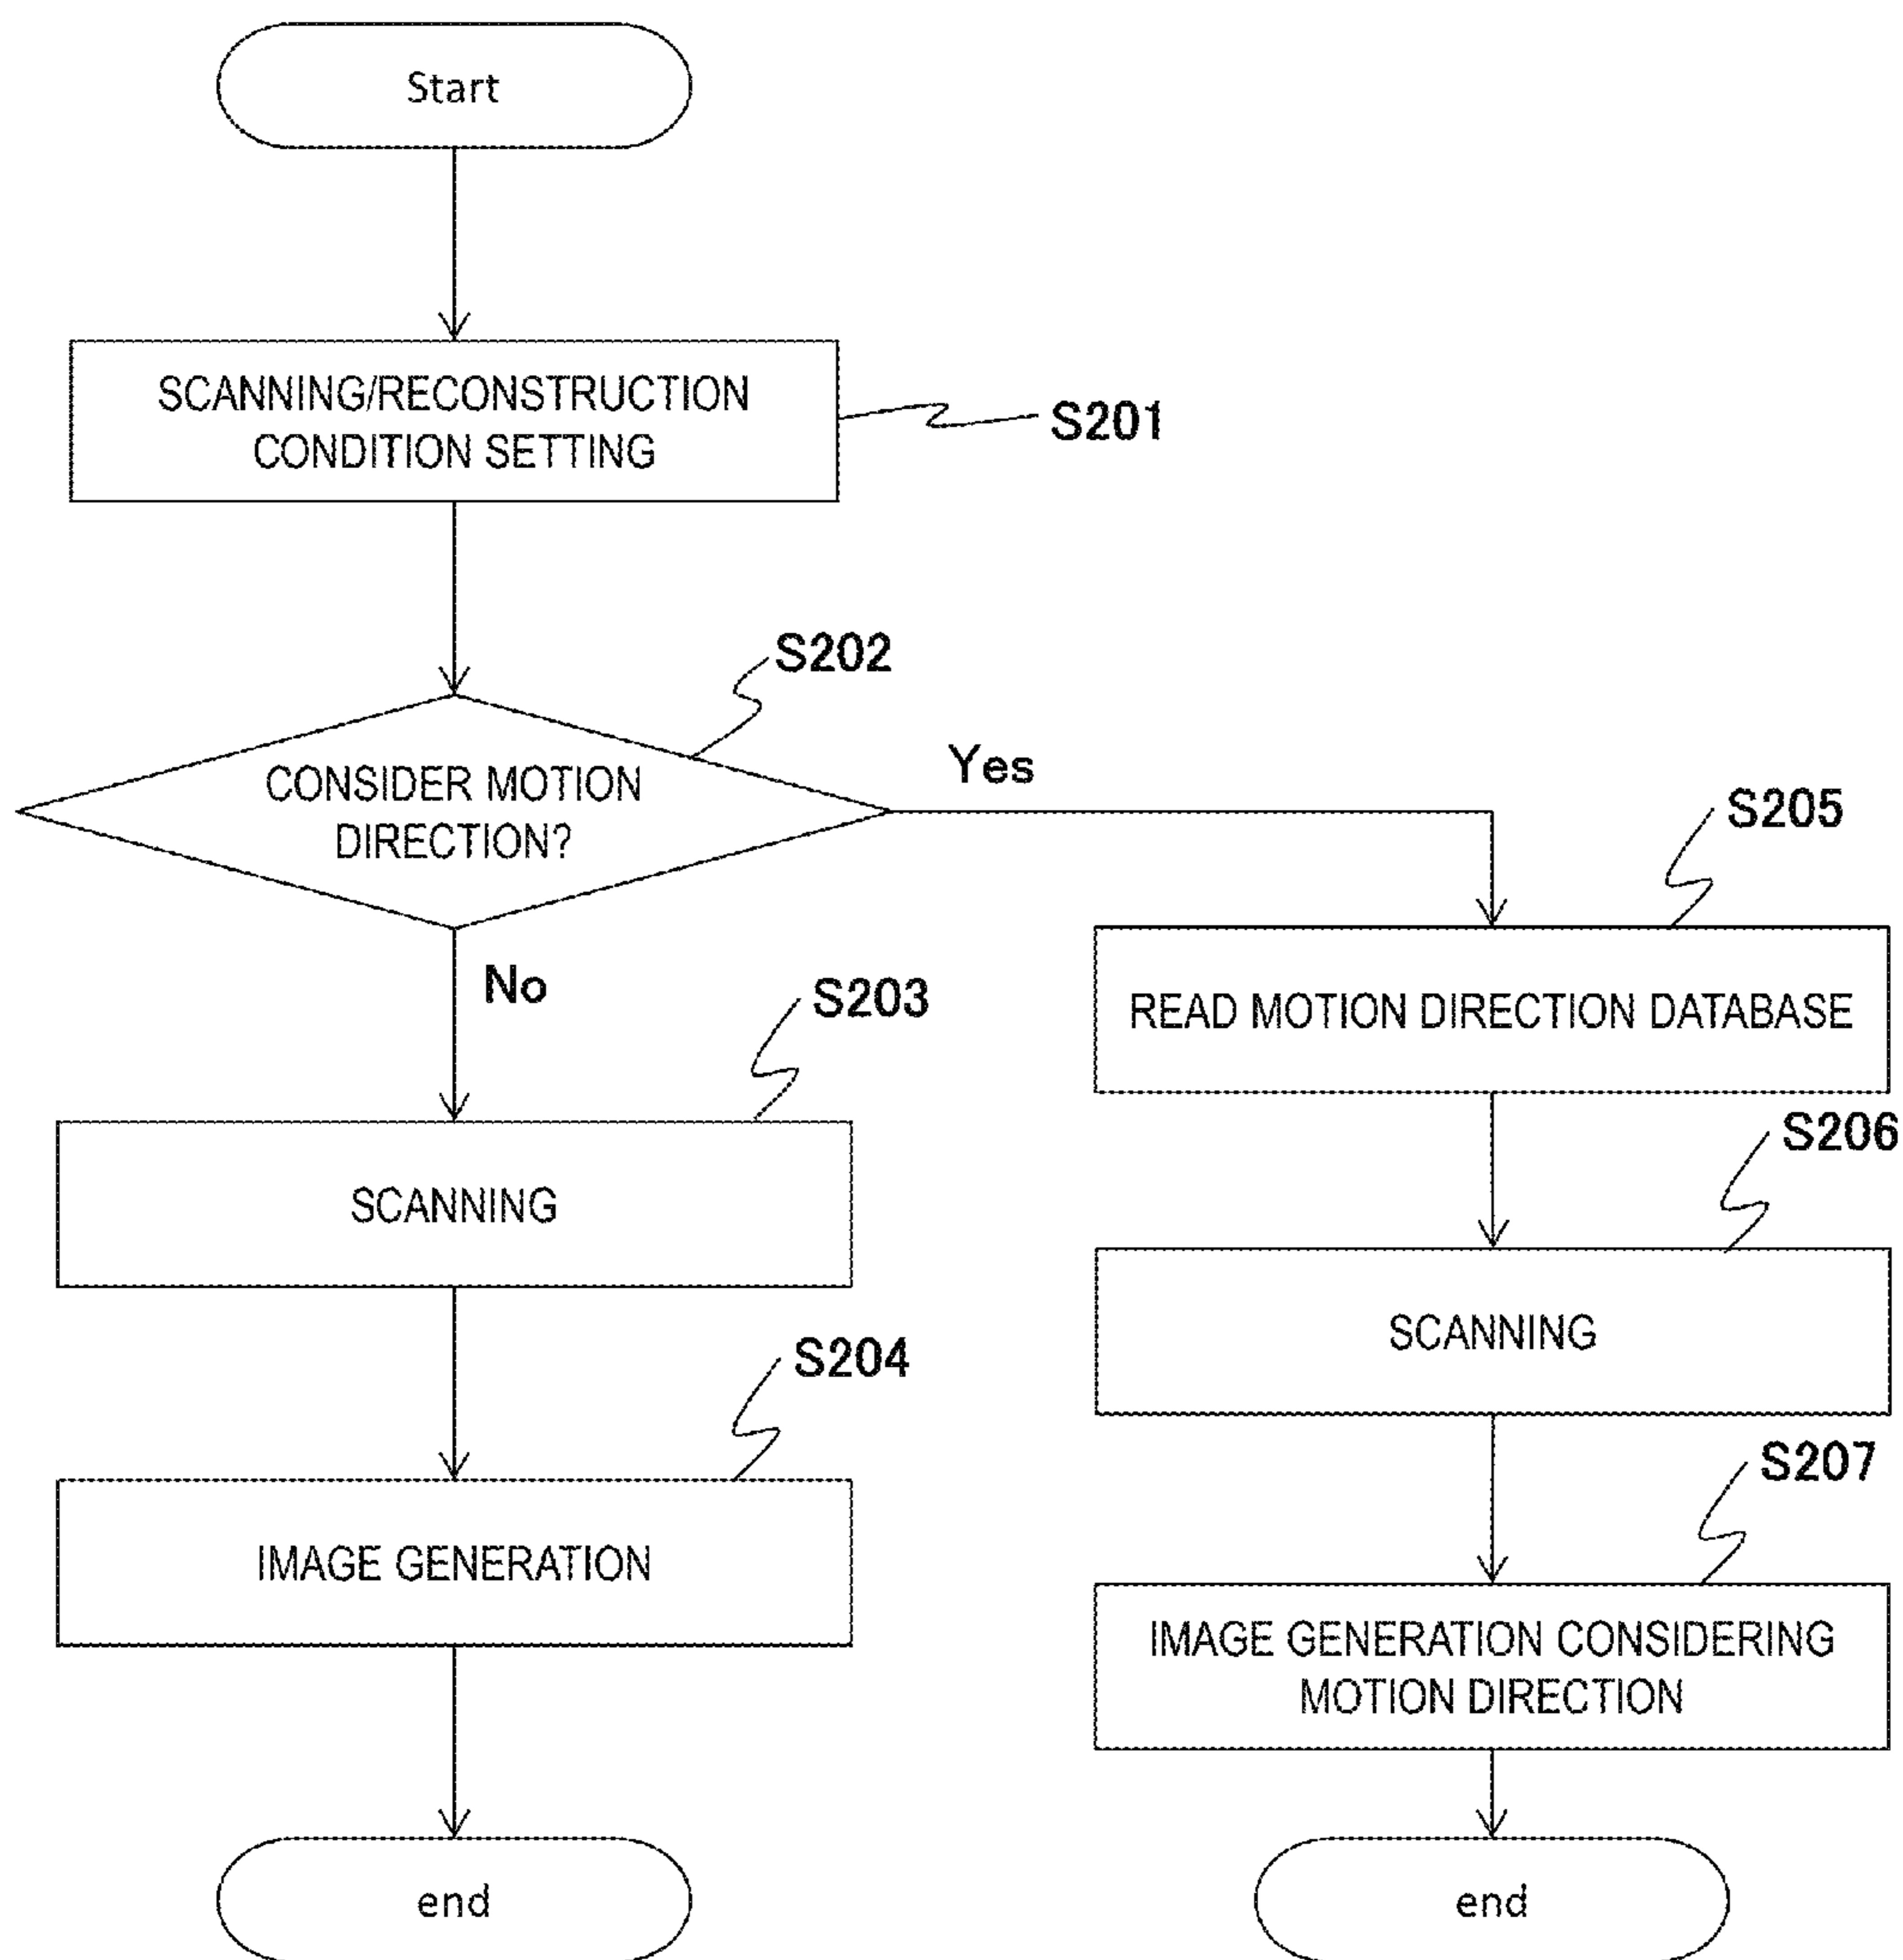 Start
SCANNING/RECONSTRUCTION
CONDITION SETTING
S201
S202
CONSIDER MOTION
DIRECTION?
Yes
No
S203
SCANNING
S204
IMAGE GENERATION
end
S205
READ MOTION DIRECTION DATABASE
S206
SCANNING
S207
IMAGE GENERATION CONSIDERING
MOTION DIRECTION
end